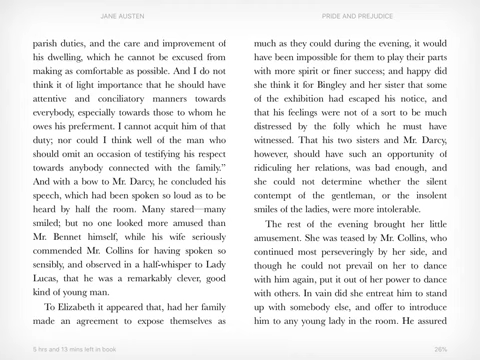 JANE AUSTEN
parish duties, and the care and improvement of
his dwelling, which he cannot be excused from
making as comfortable as possible. And I do not
think it of light importance that he should have
attentive and conciliatory manners towards
everybody, especially towards those to whom he
owes his preferment. I cannot acquit him of that
duty; nor could I think well of the man who
should omit an occasion of testifying his respect
towards anybody connected with the family.”
And with a bow to Mr. Darcy, he concluded his
speech, which had been spoken so loud as to be
heard by half the room. Many stared—many
smiled; but no one looked more amused than
Mr. Bennet himself, while his wife seriously
commended Mr. Collins for having spoken so
sensibly, and observed in a half-whisper to Lady
Lucas, that he was a remarkably clever, good
kind of young man.
To Elizabeth it appeared that, had her family
made an agreement to expose themselves as
5 hrs and 13 mins left in book
PRIDE AND PREJUDICE
much as they could during the evening, it would
have been impossible for them to play their parts
with more spirit or finer success; and happy did
she think it for Bingley and her sister that some
of the exhibition had escaped his notice, and
that his feelings were not of a sort to be much
distressed by the folly which he must have
witnessed. That his two sisters and Mr. Darcy,
however, should have such an opportunity of
ridiculing her relations, was bad enough, and
she could not determine whether the silent
contempt of the gentleman, or the insolent
smiles of the ladies, were more intolerable.
The rest of the evening brought her little
amusement. She was teased by Mr. Collins, who
continued most perseveringly by her side, and
though he could not prevail on her to dance
with him again, put it out of her power to dance
with others. In vain did she entreat him to stand
up with somebody else, and offer to introduce
him to any young lady in the room. He assured
26%